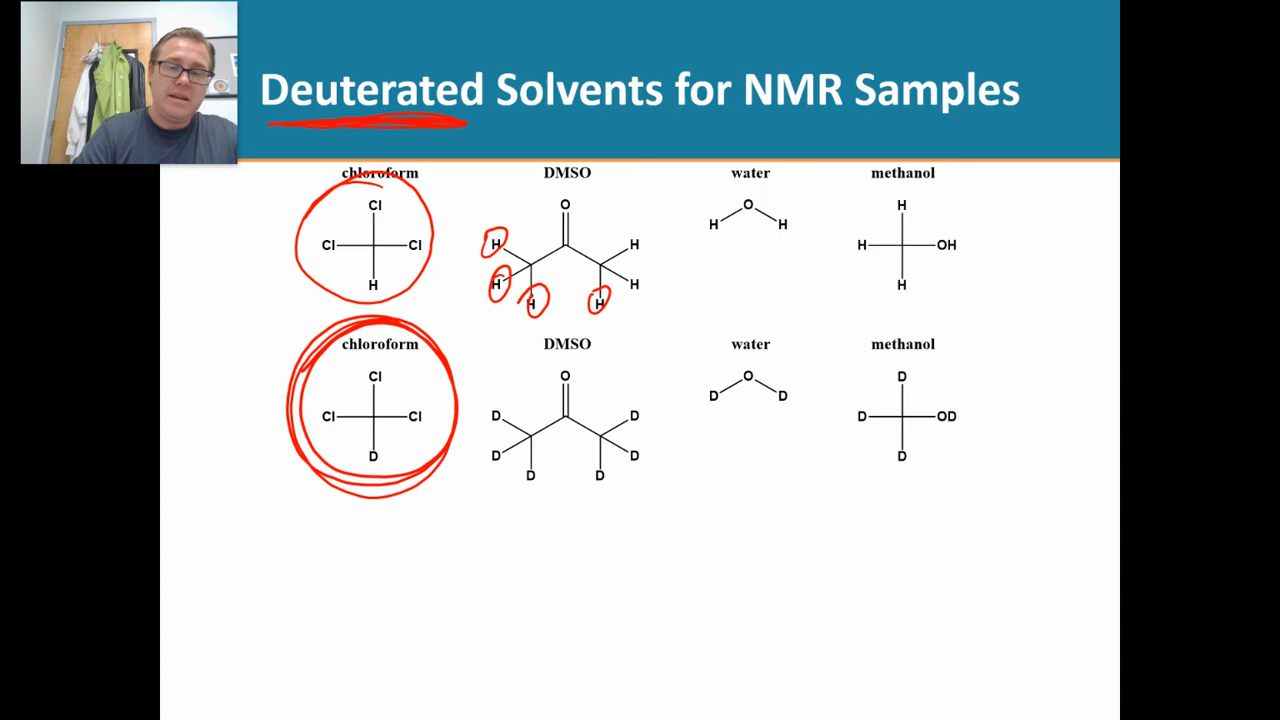 Deuterated Solvents for NMR Samples
chloroform DMSO water methanol
Cl O O H
H H
Cl Cl H H H OH
H H
H H H H
chloroform DMSO water methanol
Cl O O D
D D
Cl Cl D D D OD
D D D D
D D